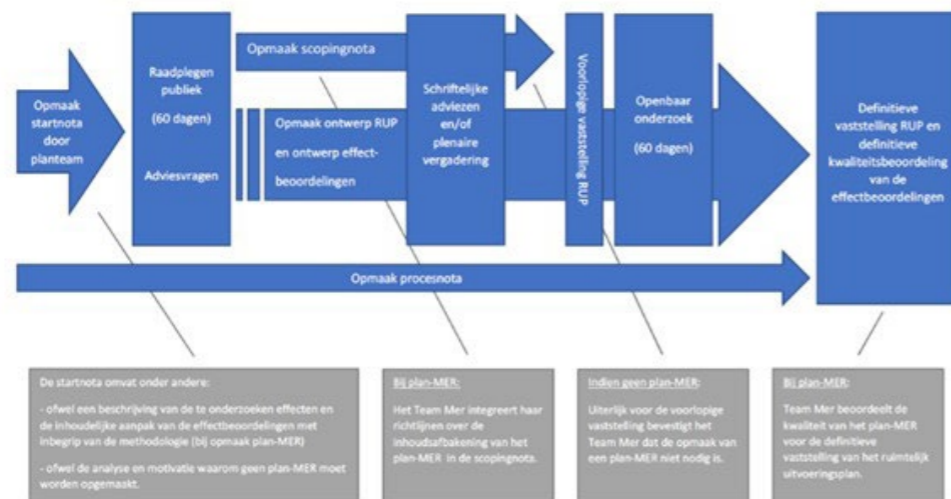 Opmaak
startnota
door
planteam
Raadplegen
publiek
(60 dagen)
Adviesvragen
Opmaak scopingnota
Opmaak ontwerp RUP
en ontwerp effect-
beoordelingen
Schriftelijke
adviezen
en/of
plenaire
vergadering
Voorlopige vaststelling RUP
Openbaar
onderzoek
(60 dagen)
Definitieve
vaststelling RUP en
definitieve
kwaliteitsbeoordeling
van de
effectbeoordelingen
Opmaak procesnota
De startnota omvat onder andere:
- ofwel een beschrijving van de te onderzoeken effecten en
de inhoudelijke aanpak van de effectbeoordelingen met
inbegrip van de methodologie (bij opmaak plan-MER)
- ofwel de analyse en motivatie waarom geen plan-MER moet
worden opgemaakt.
Bij plan-MER:
Het Team Mer integreert haar
richtlijnen over de
inhoudsafbakening van het
plan-MER in de scopingnota.
Indien geen plan-MER:
Uiterlijk voor de voorlopige
vaststelling bevestigt het
Team Mer dat de opmaak van
een plan-MER niet nodig is.
Bij plan-MER:
Team Mer beoordeelt de
kwaliteit van het plan-MER
voor de definitieve
vaststelling van het ruimtelijk
uitvoeringsplan.